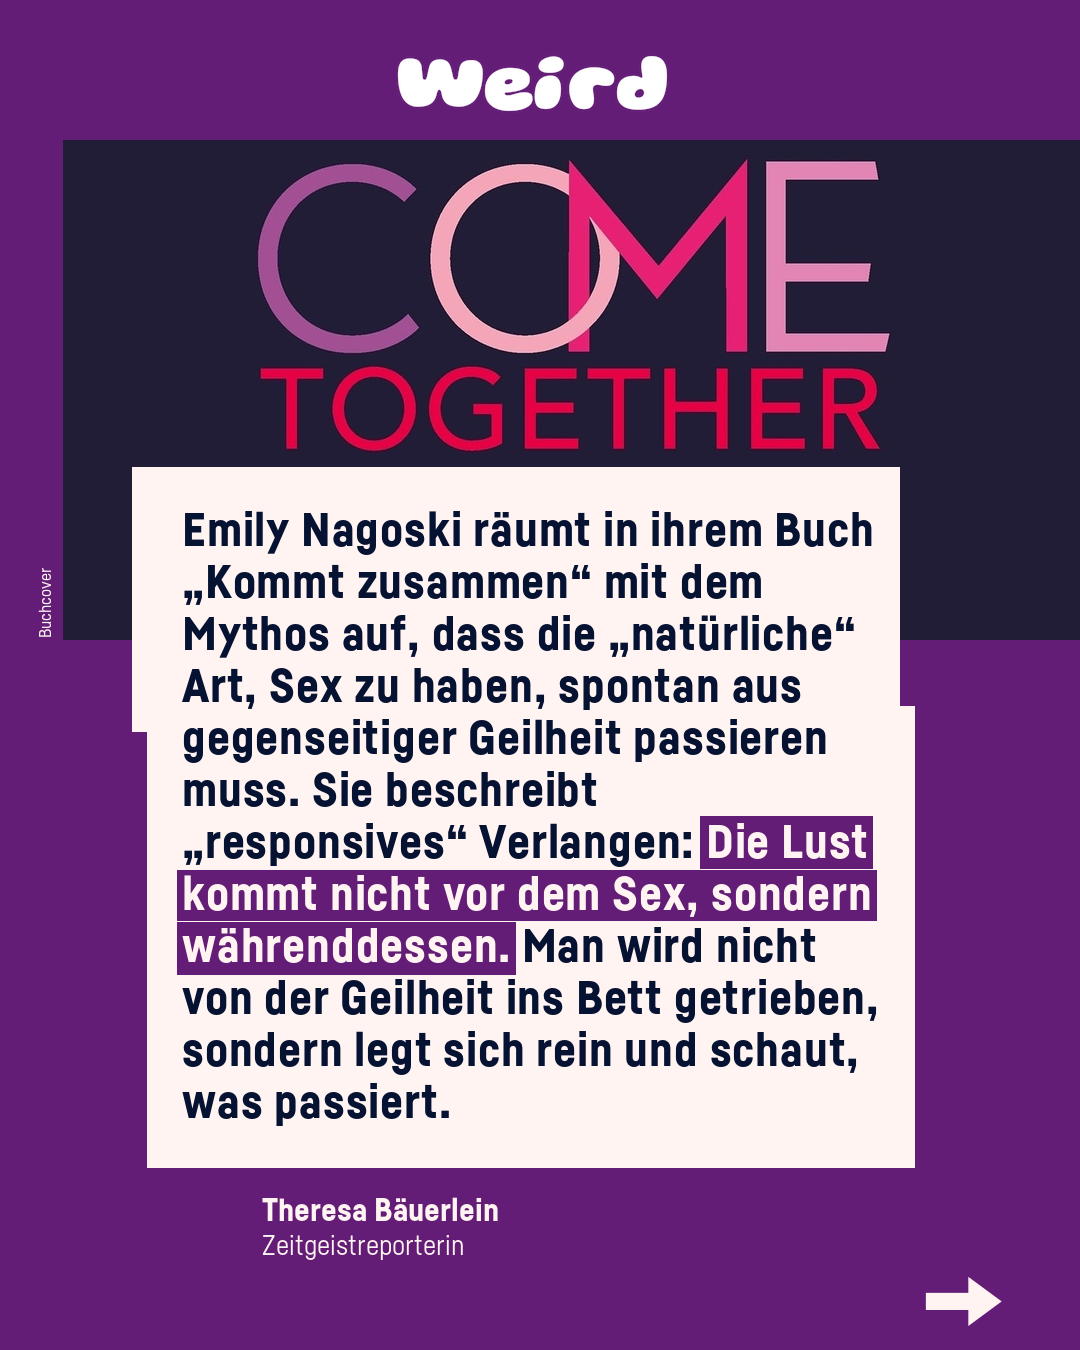 Weird
COME
TOGETHER
Buchcover
Emily Nagoski räumt in ihrem Buch
„Kommt zusammen“ mit dem
Mythos auf, dass die „natürliche“
Art, Sex zu haben, spontan aus
gegenseitiger Geilheit passieren
muss. Sie beschreibt
„responsives“ Verlangen: Die Lust
kommt nicht vor dem Sex, sondern
währenddessen. Man wird nicht
von der Geilheit ins Bett getrieben,
sondern legt sich rein und schaut,
was passiert.
Theresa Bäuerlein
Zeitgeistreporterin